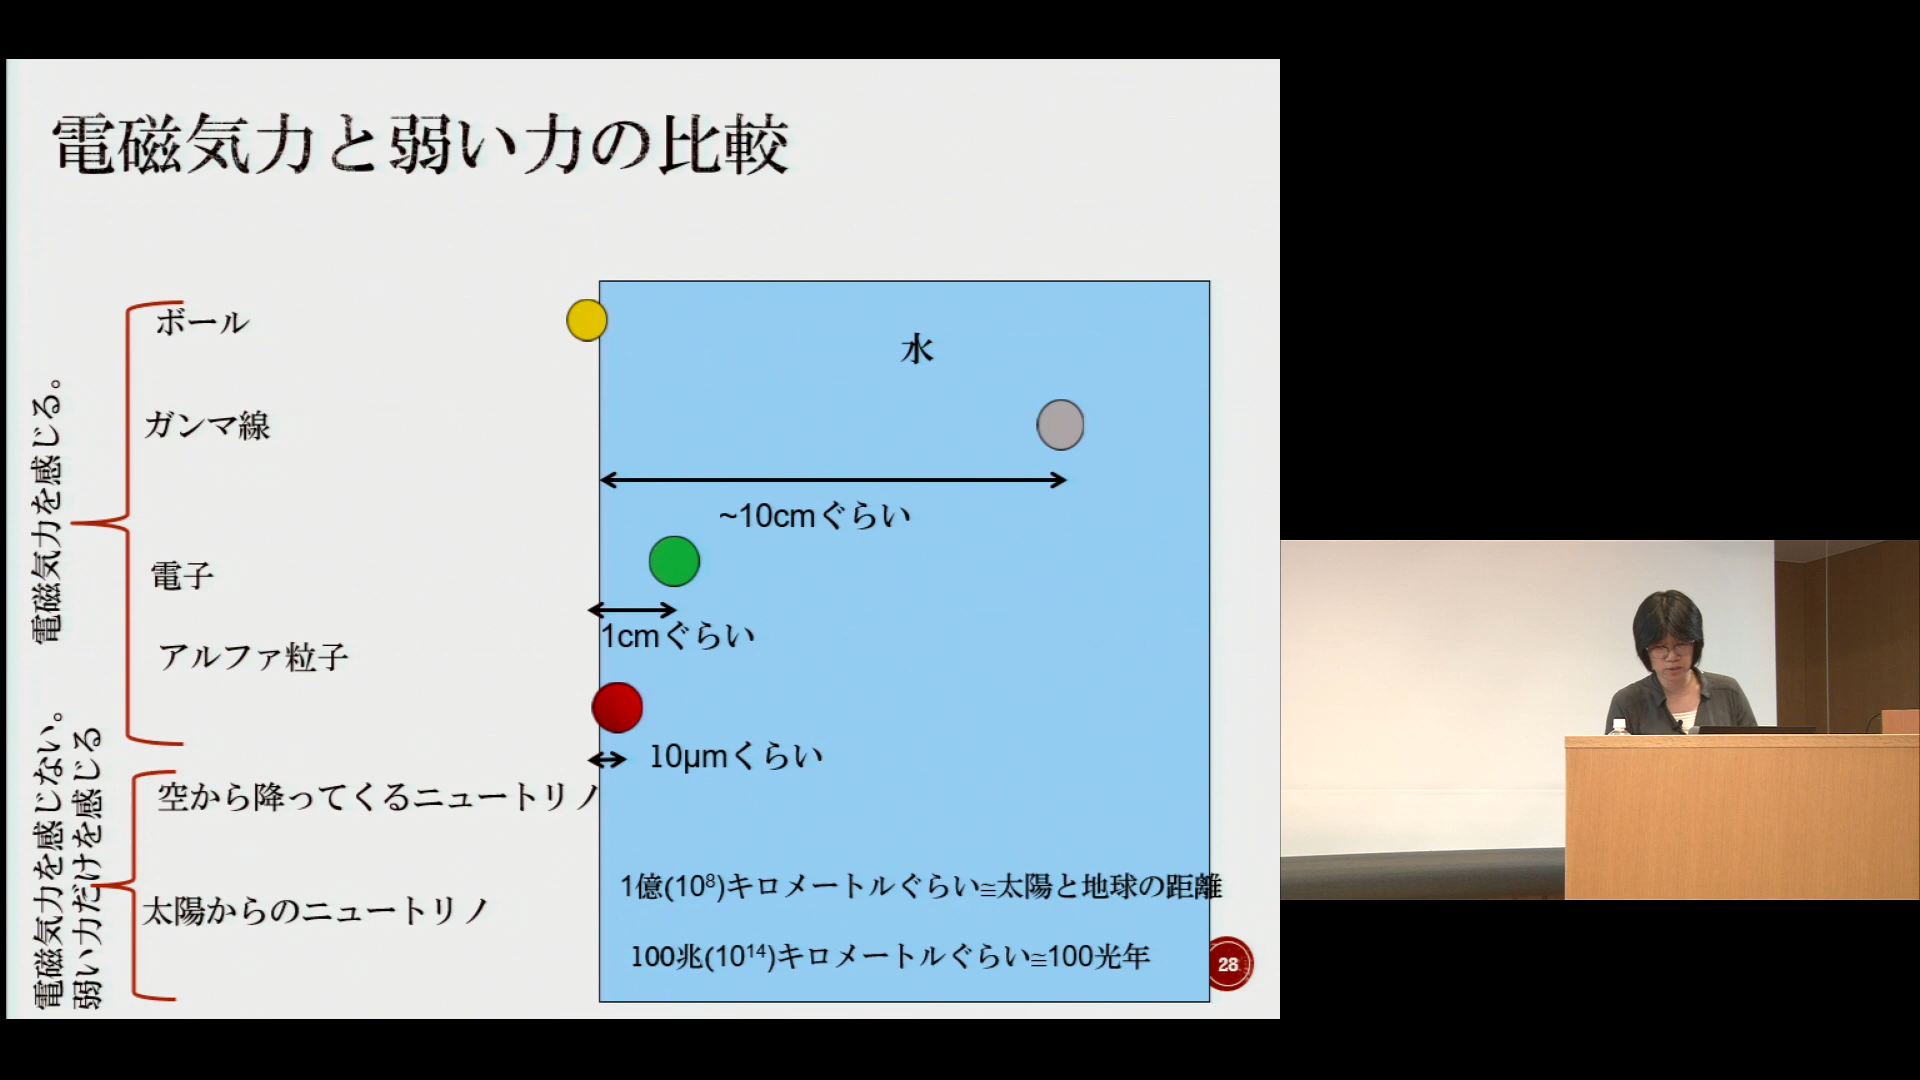 電磁気力と弱い力の比較
電磁気力を感じる。
ボール
水
ガンマ線
~10cmぐらい
電子
1cmぐらい
アルファ粒子
10μmくらい
電磁気力を感じない。
弱い力だけを感じる
空から降ってくるニュートリノ
1億(10⁸)キロメートルぐらい≅太陽と地球の距離
太陽からのニュートリノ
100兆(10¹⁴)キロメートルぐらい≅100光年
28